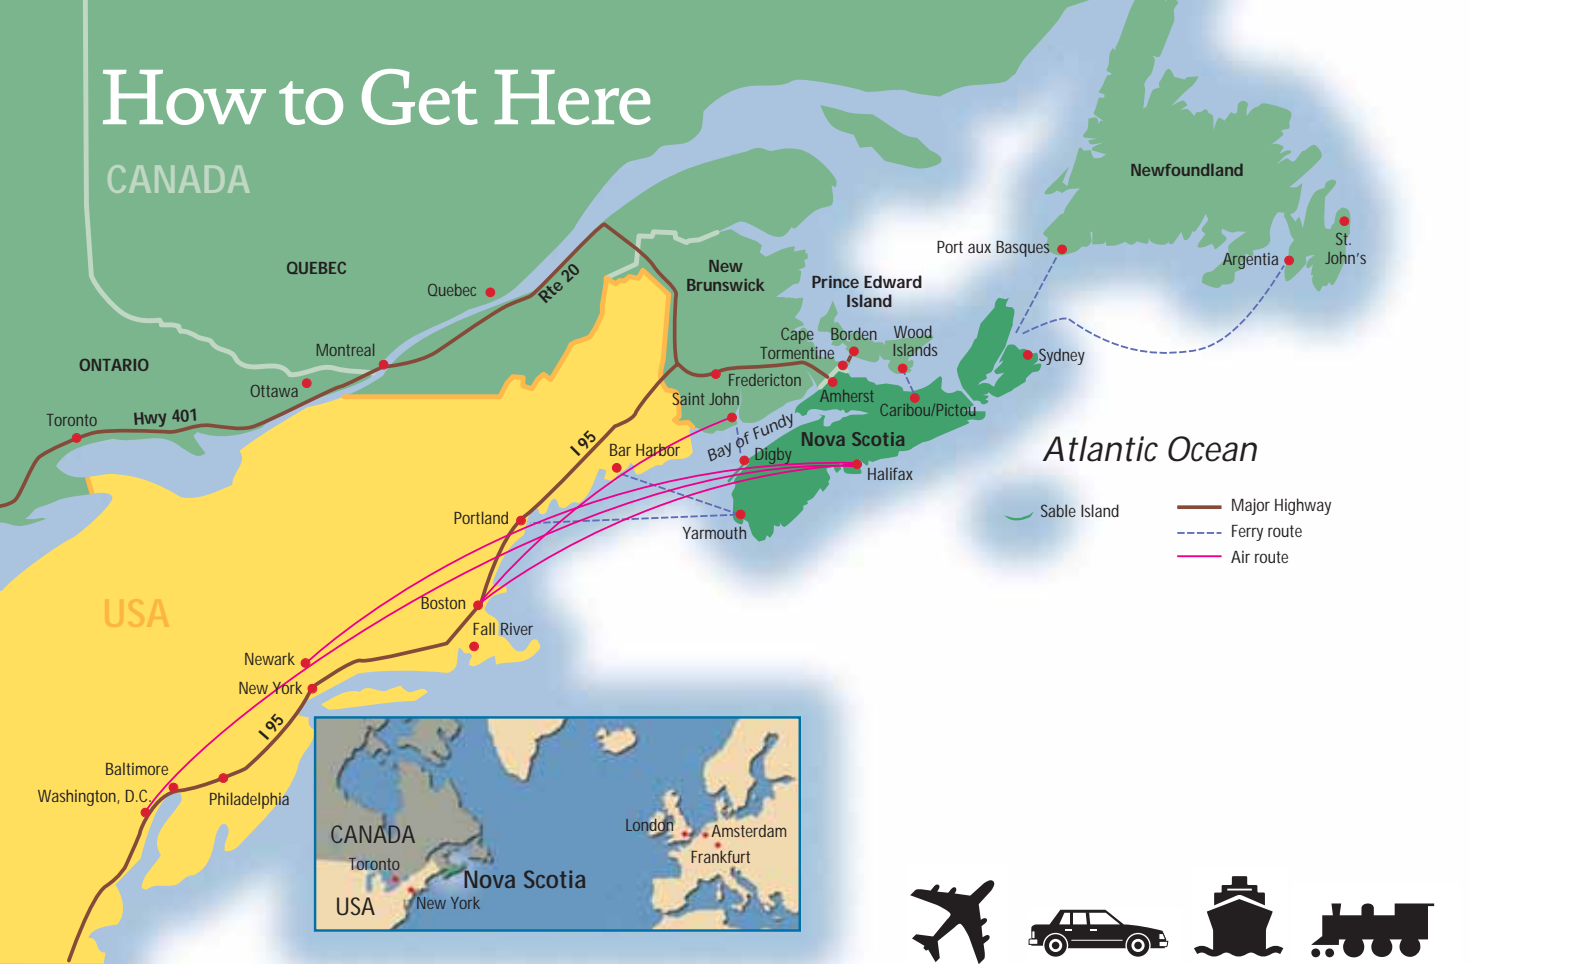 How to Get Here
CANADA
QUEBEC
ONTARIO
Newfoundland
New
Brunswick
Prince Edward
Island
Port aux Basques
St.
John's
Argentia
Quebec
Rte 20
Montreal
Ottawa
Toronto
Hwy 401
Cape
Tormentine
Borden
Wood
Islands
Sydney
Fredericton
Saint John
Amherst
Caribou/Pictou
Bay of Fundy
Nova Scotia
Digby
Halifax
I 95
Bar Harbor
Portland
Yarmouth
Atlantic Ocean
Sable Island
Major Highway
Ferry route
Air route
USA
Boston
Fall River
Newark
New York
I 95
Baltimore
Washington, D.C.
Philadelphia
CANADA
Toronto
USA
New York
Nova Scotia
London
Amsterdam
Frankfurt